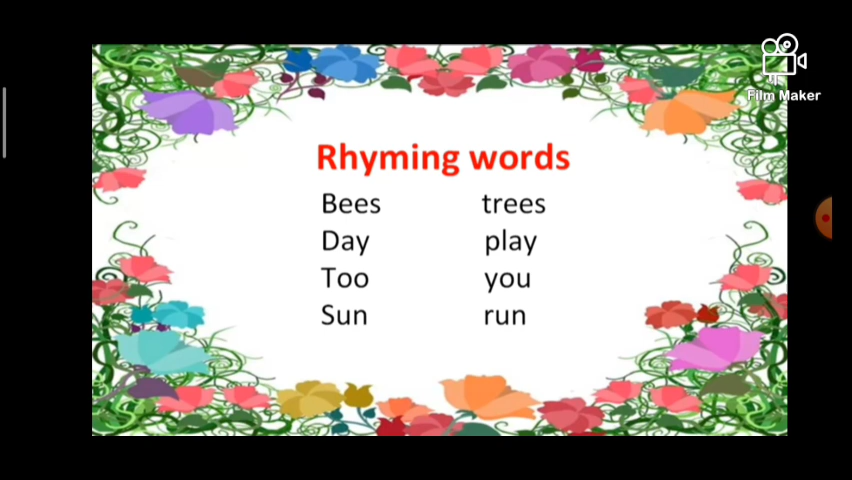 Film Maker
Rhyming words
Bees trees
Day play
Too you
Sun run